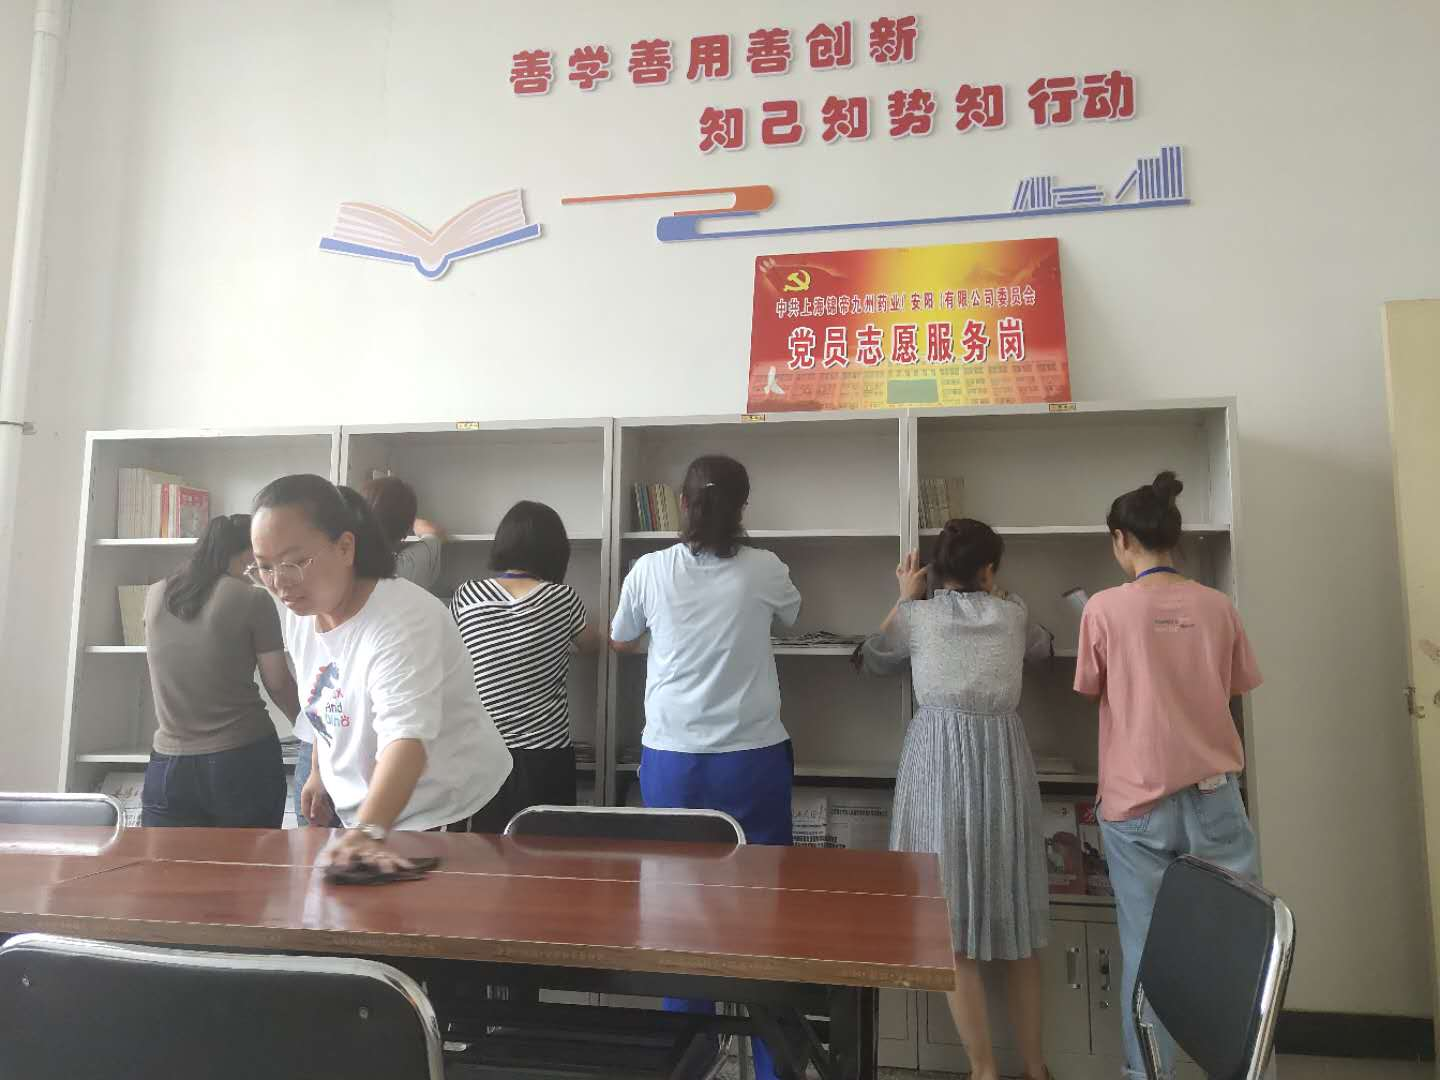 善学善用善创新
知己知势知行动
中共上海锦帝九州药业(安阳)有限公司委员会
党员志愿服务岗
And